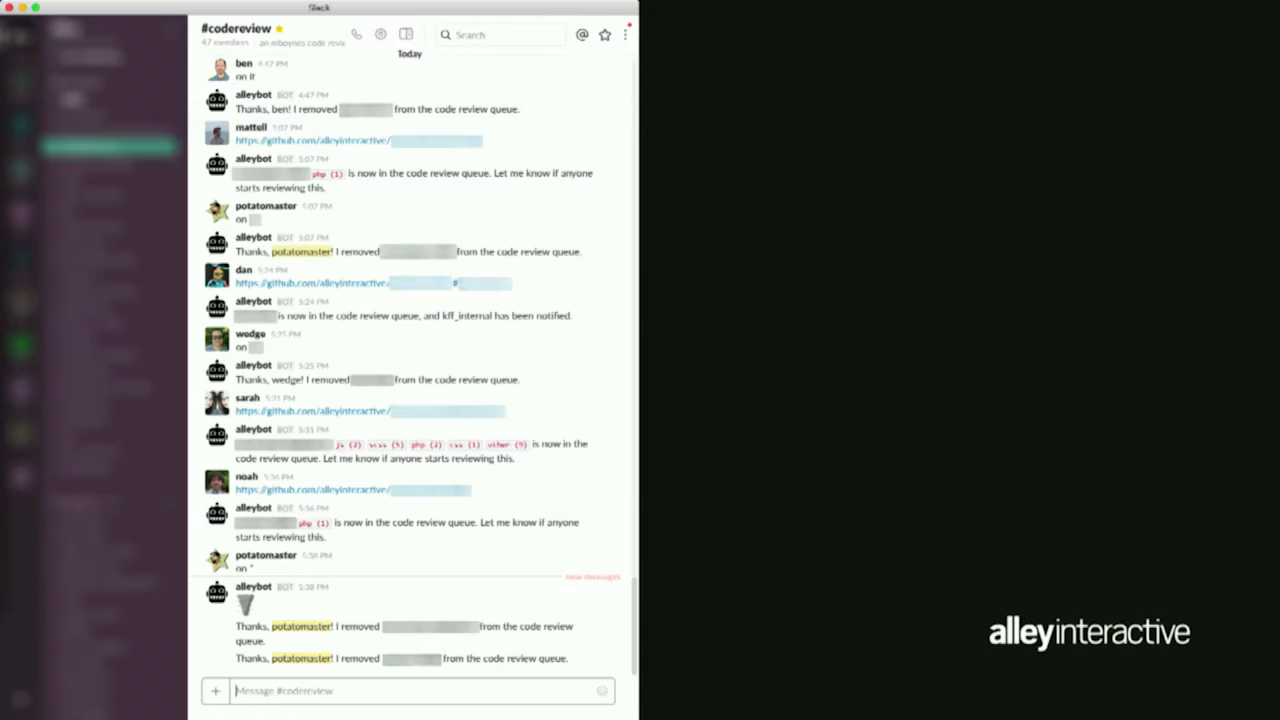 Slack
#codereview
47 members an mboynes code revie
Search
Today
ben 4:47 PM
on it
alleybot BOT 4:47 PM
Thanks, ben! I removed from the code review queue.
mattell 5:07 PM
https://github.com/alleyinteractive/
alleybot BOT 5:07 PM
php (1) is now in the code review queue. Let me know if anyone
starts reviewing this.
potatomaster 5:07 PM
on
alleybot BOT 5:07 PM
Thanks, potatomaster! I removed from the code review queue.
dan 5:24 PM
https://github.com/alleyinteractive/ #
alleybot BOT 5:24 PM
is now in the code review queue, and kff_internal has been notified.
wedge 5:25 PM
on
alleybot BOT 5:25 PM
Thanks, wedge! I removed from the code review queue.
sarah 5:31 PM
https://github.com/alleyinteractive/
alleybot BOT 5:31 PM
js (2) scss (5) php (2) css (1) other (9) is now in the
code review queue. Let me know if anyone starts reviewing this.
noah 5:36 PM
https://github.com/alleyinteractive/
alleybot BOT 5:36 PM
php (1) is now in the code review queue. Let me know if anyone
starts reviewing this.
potatomaster 5:38 PM
on *
new messages
alleybot BOT 5:38 PM
Thanks, potatomaster! I removed from the code review
queue.
Thanks, potatomaster! I removed from the code review queue.
Message #codereview
alleyinteractive